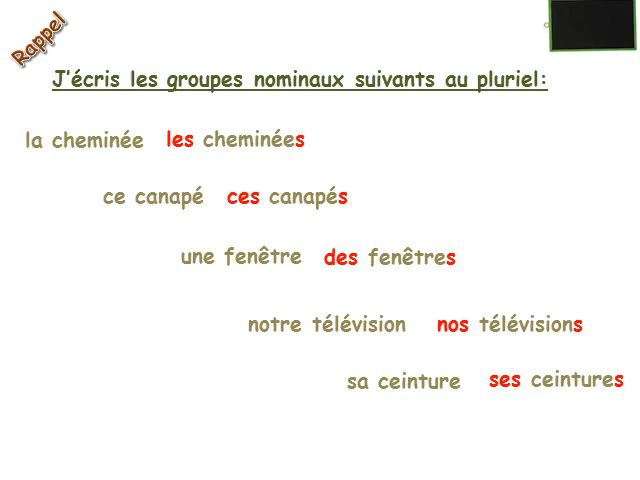 Rappel
J'écris les groupes nominaux suivants au pluriel:
la cheminée les cheminées
ce canapé ces canapés
une fenêtre des fenêtres
notre télévision nos télévisions
sa ceinture ses ceintures